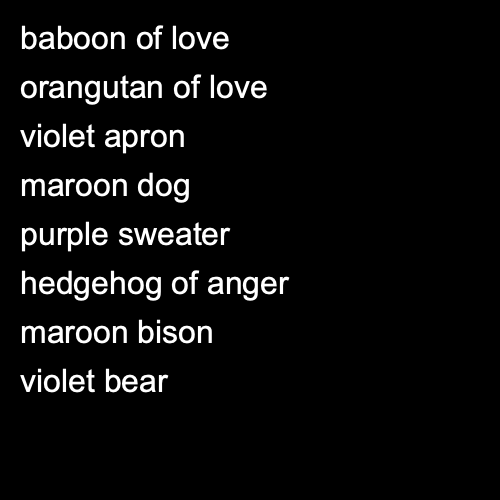 baboon of love
orangutan of love
violet apron
maroon dog
purple sweater
hedgehog of anger
maroon bison
violet bear